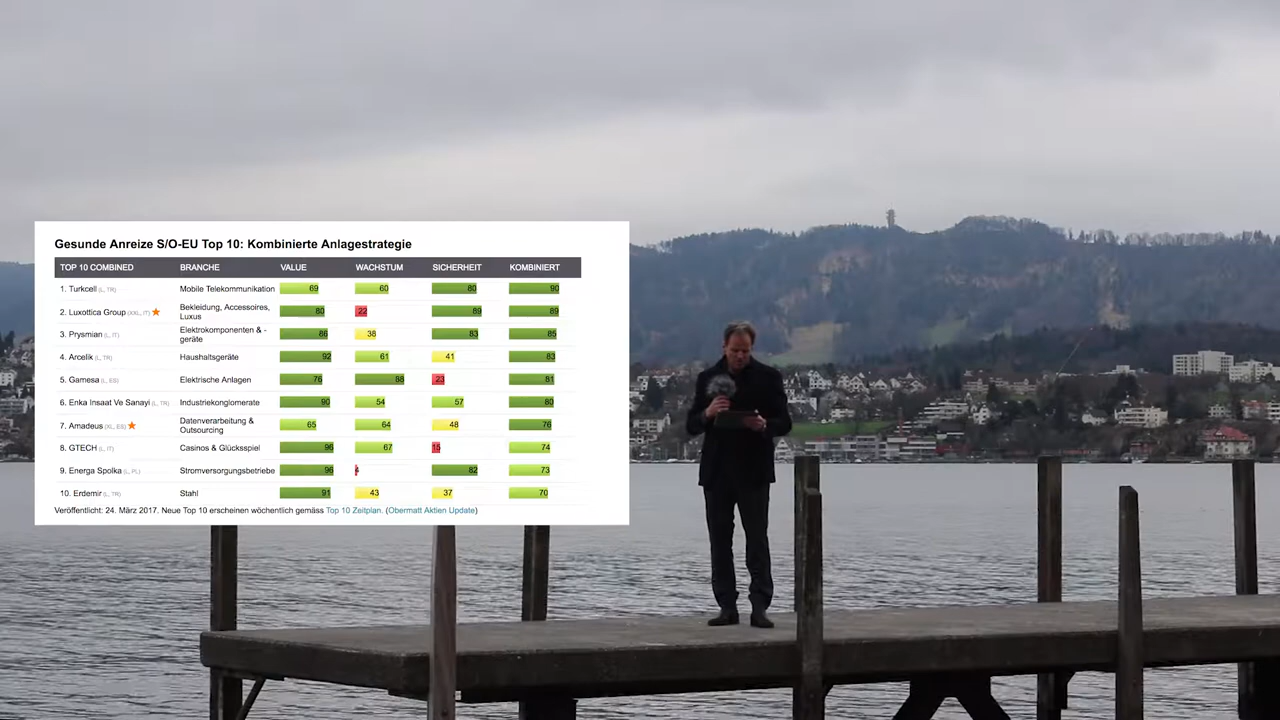 Gesunde Anreize S/O-EU Top 10: Kombinierte Anlagestrategie
TOP 10 COMBINED BRANCHE VALUE WACHSTUM SICHERHEIT KOMBINIERT
1. Turkcell (L, TR) Mobile Telekommunikation 69 60 80 90
2. Luxottica Group (XXL, IT) Bekleidung, Accessoires, Luxus 80 22 89 89
3. Prysmian (L, IT) Elektrokomponenten & -geräte 86 38 83 85
4. Arcelik (L, TR) Haushaltsgeräte 92 61 41 83
5. Gamesa (L, ES) Elektrische Anlagen 76 88 23 81
6. Enka Insaat Ve Sanayi (L, TR) Industriekonglomerate 90 54 57 80
7. Amadeus (XL, ES) Datenverarbeitung & Outsourcing 65 64 48 76
8. GTECH (L, IT) Casinos & Glücksspiel 96 67 15 74
9. Energa Spolka (L, PL) Stromversorgungsbetriebe 96 82 73
10. Erdemir (L, TR) Stahl 91 43 37 70
Veröffentlicht: 24. März 2017. Neue Top 10 erscheinen wöchentlich gemäss Top 10 Zeitplan. (Obermatt Aktien Update)